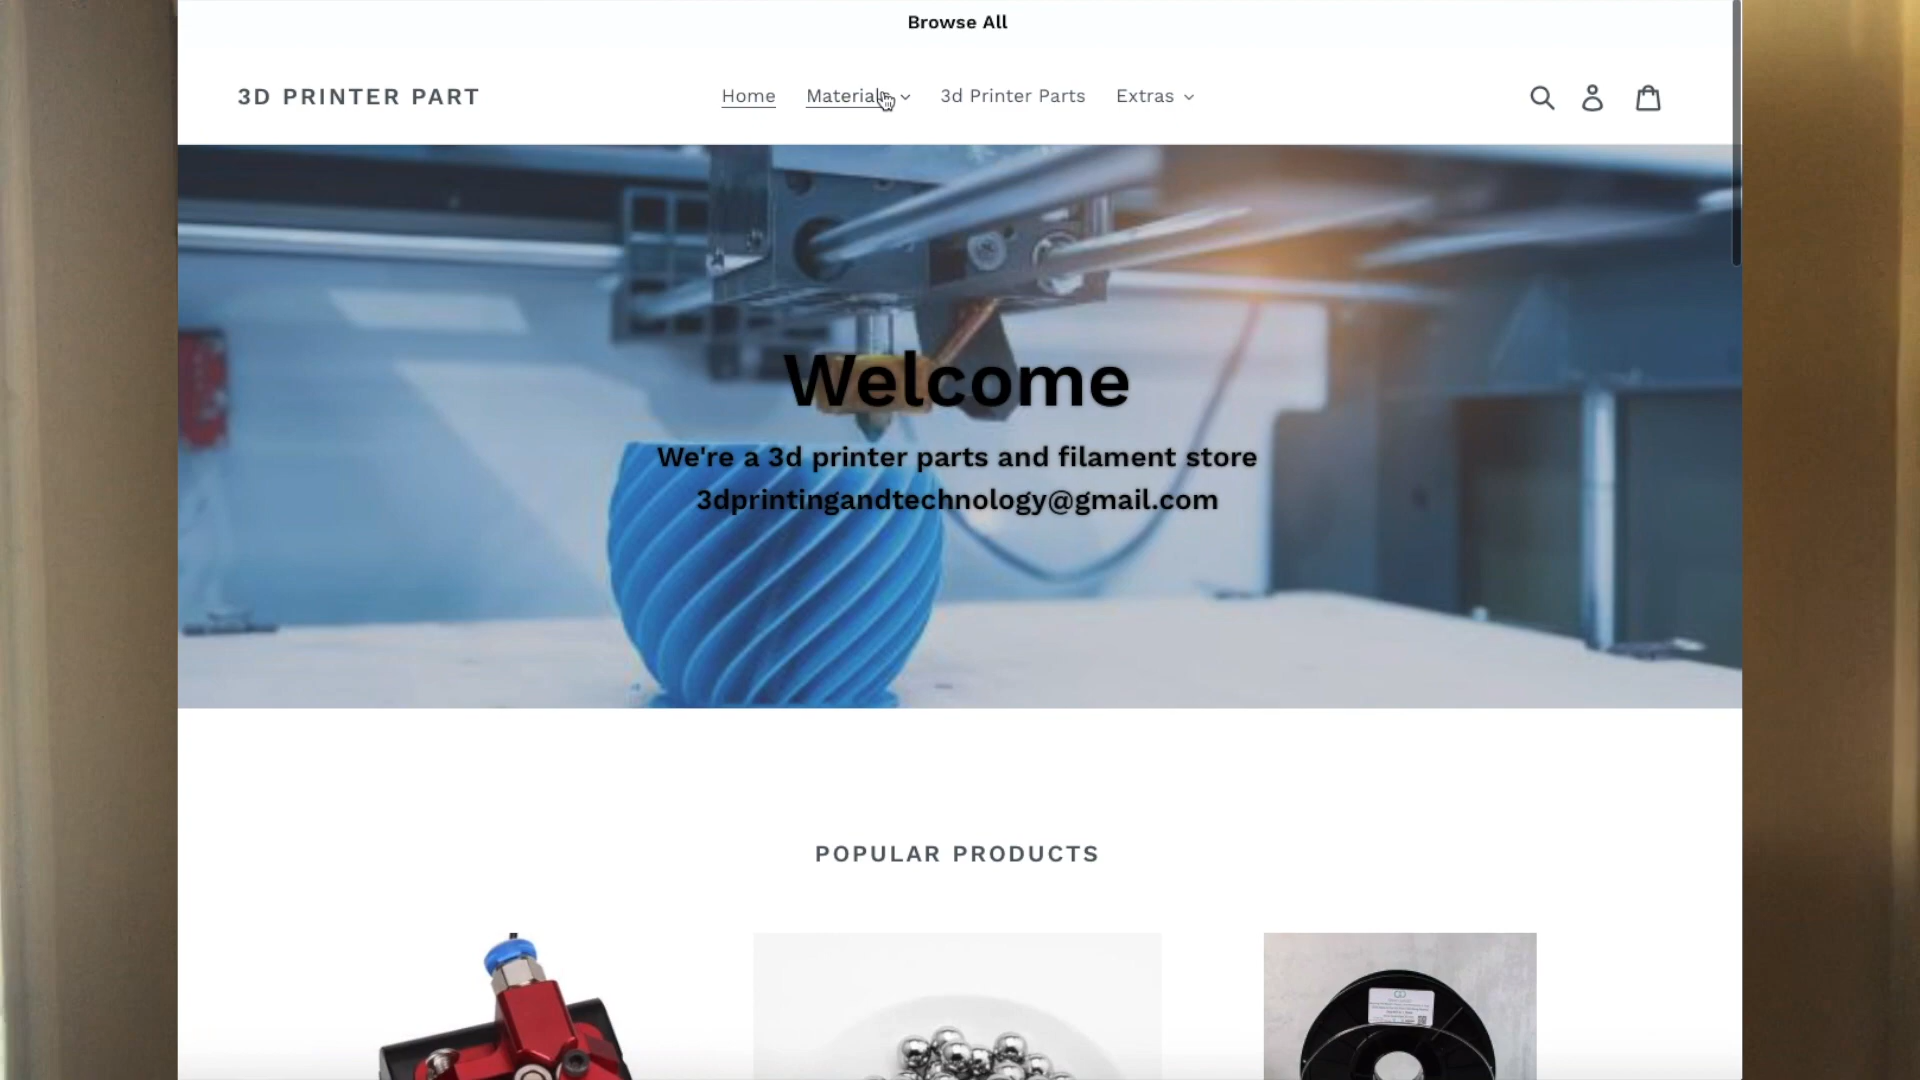 Browse All
3D PRINTER PART
Home Materials 3d Printer Parts Extras
Welcome
We're a 3d printer parts and filament store
3dprintingandtechnology@gmail.com
POPULAR PRODUCTS